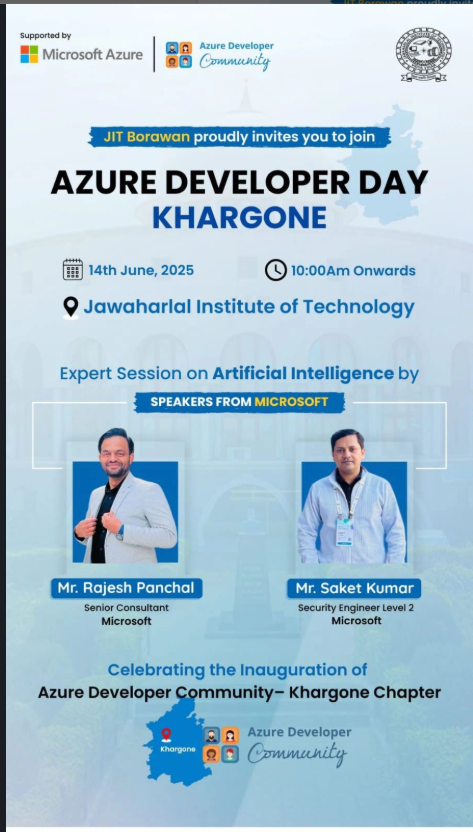 Supported by
Microsoft Azure
Azure Developer
Community
JIT Borawan proudly invites you to join
AZURE DEVELOPER DAY
KHARGONE
14th June, 2025
10:00Am Onwards
Jawaharlal Institute of Technology
Expert Session on Artificial Intelligence by
SPEAKERS FROM MICROSOFT
Mr. Rajesh Panchal
Senior Consultant
Microsoft
Mr. Saket Kumar
Security Engineer Level 2
Microsoft
Celebrating the Inauguration of
Azure Developer Community– Khargone Chapter
Khargone
Azure Developer
Community